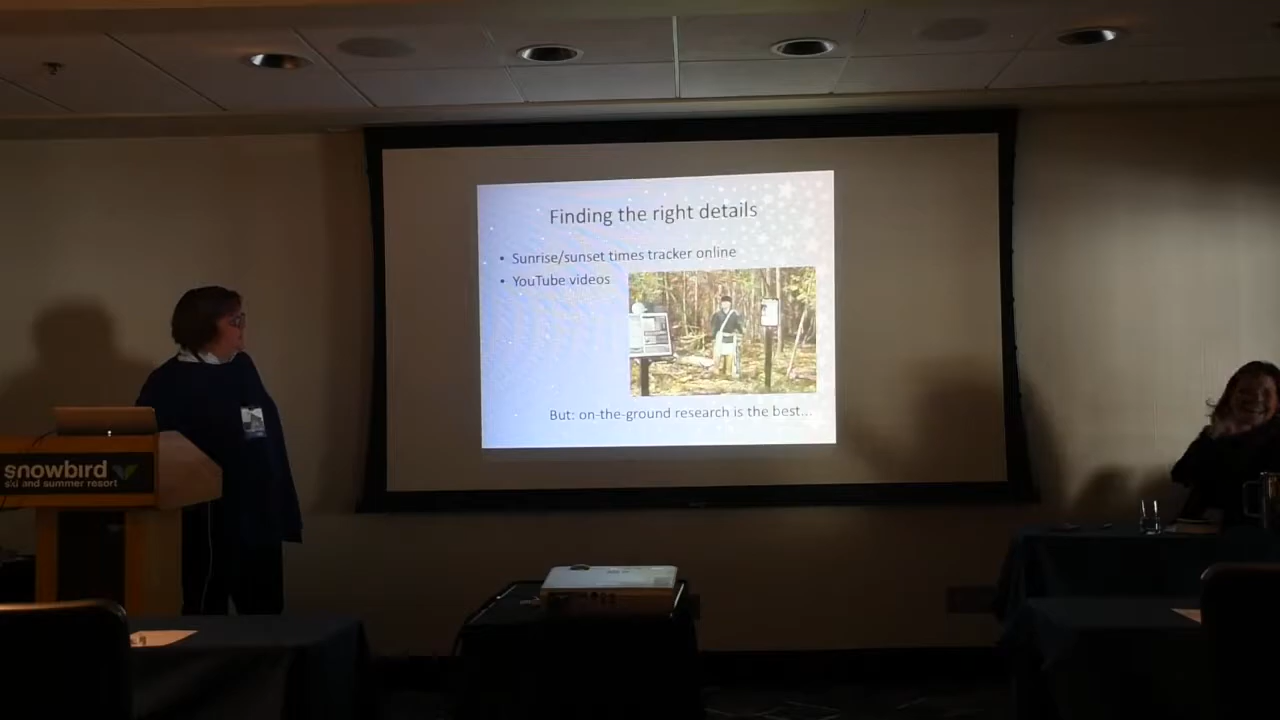 Finding the right details
• Sunrise/sunset times tracker online
• YouTube videos
But: on-the-ground research is the best...
snowbird
ski and summer resort